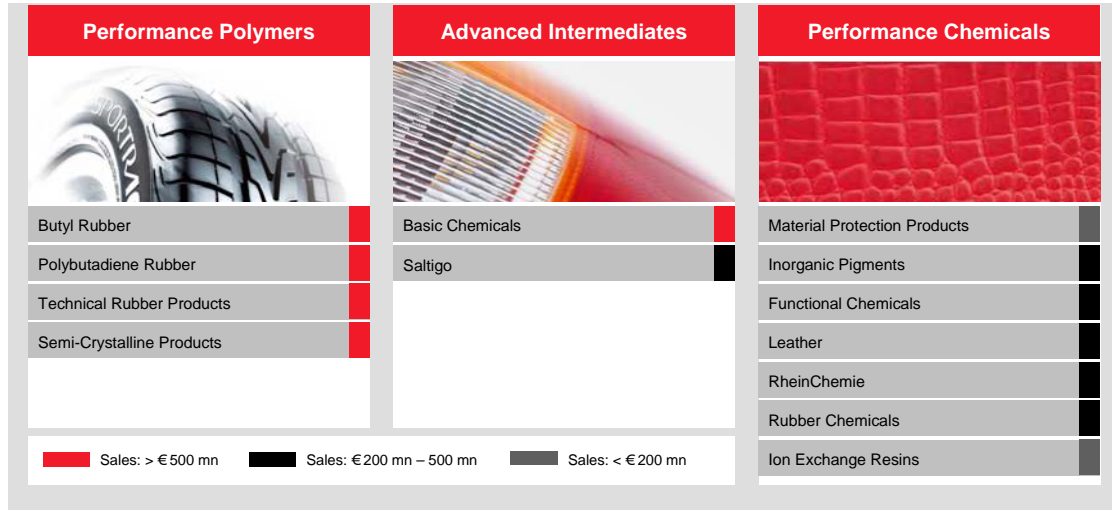 Performance Polymers
Advanced Intermediates
Performance Chemicals
SPORTRA
Butyl Rubber
Polybutadiene Rubber
Technical Rubber Products
Semi-Crystalline Products
Basic Chemicals
Saltigo
Material Protection Products
Inorganic Pigments
Functional Chemicals
Leather
RheinChemie
Rubber Chemicals
Ion Exchange Resins
Sales: > € 500 mn
Sales: € 200 mn – 500 mn
Sales: < € 200 mn